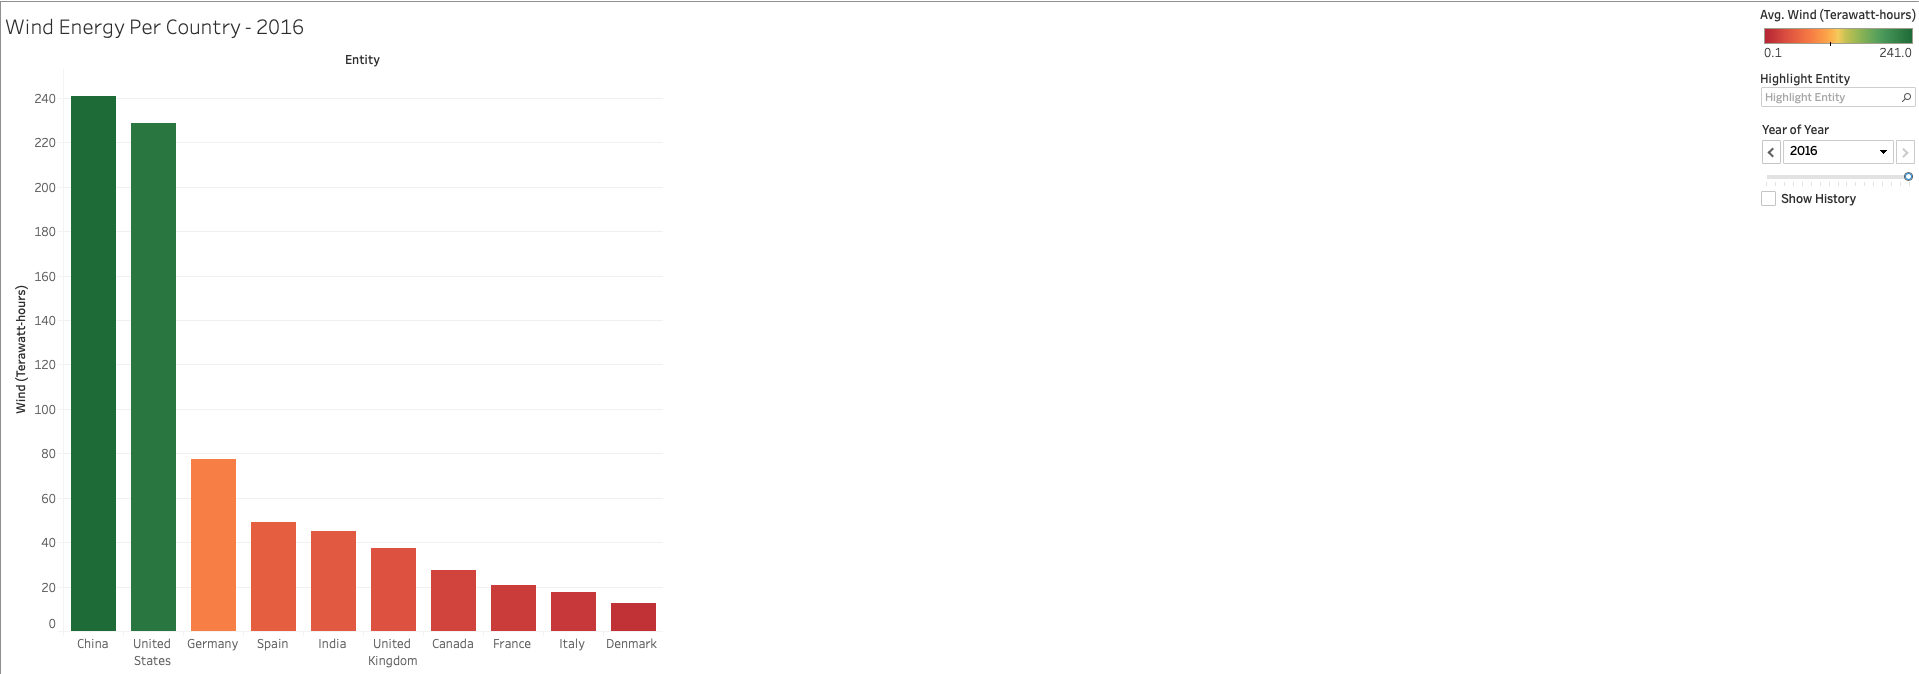 Wind Energy Per Country - 2016
Entity
Wind (Terawatt-hours)
240
220
200
180
160
140
120
100
80
60
40
20
0
China
United States
Germany
Spain
India
United Kingdom
Canada
France
Italy
Denmark
Avg. Wind (Terawatt-hours)
0.1 241.0
Highlight Entity
Highlight Entity
Year of Year
2016
Show History